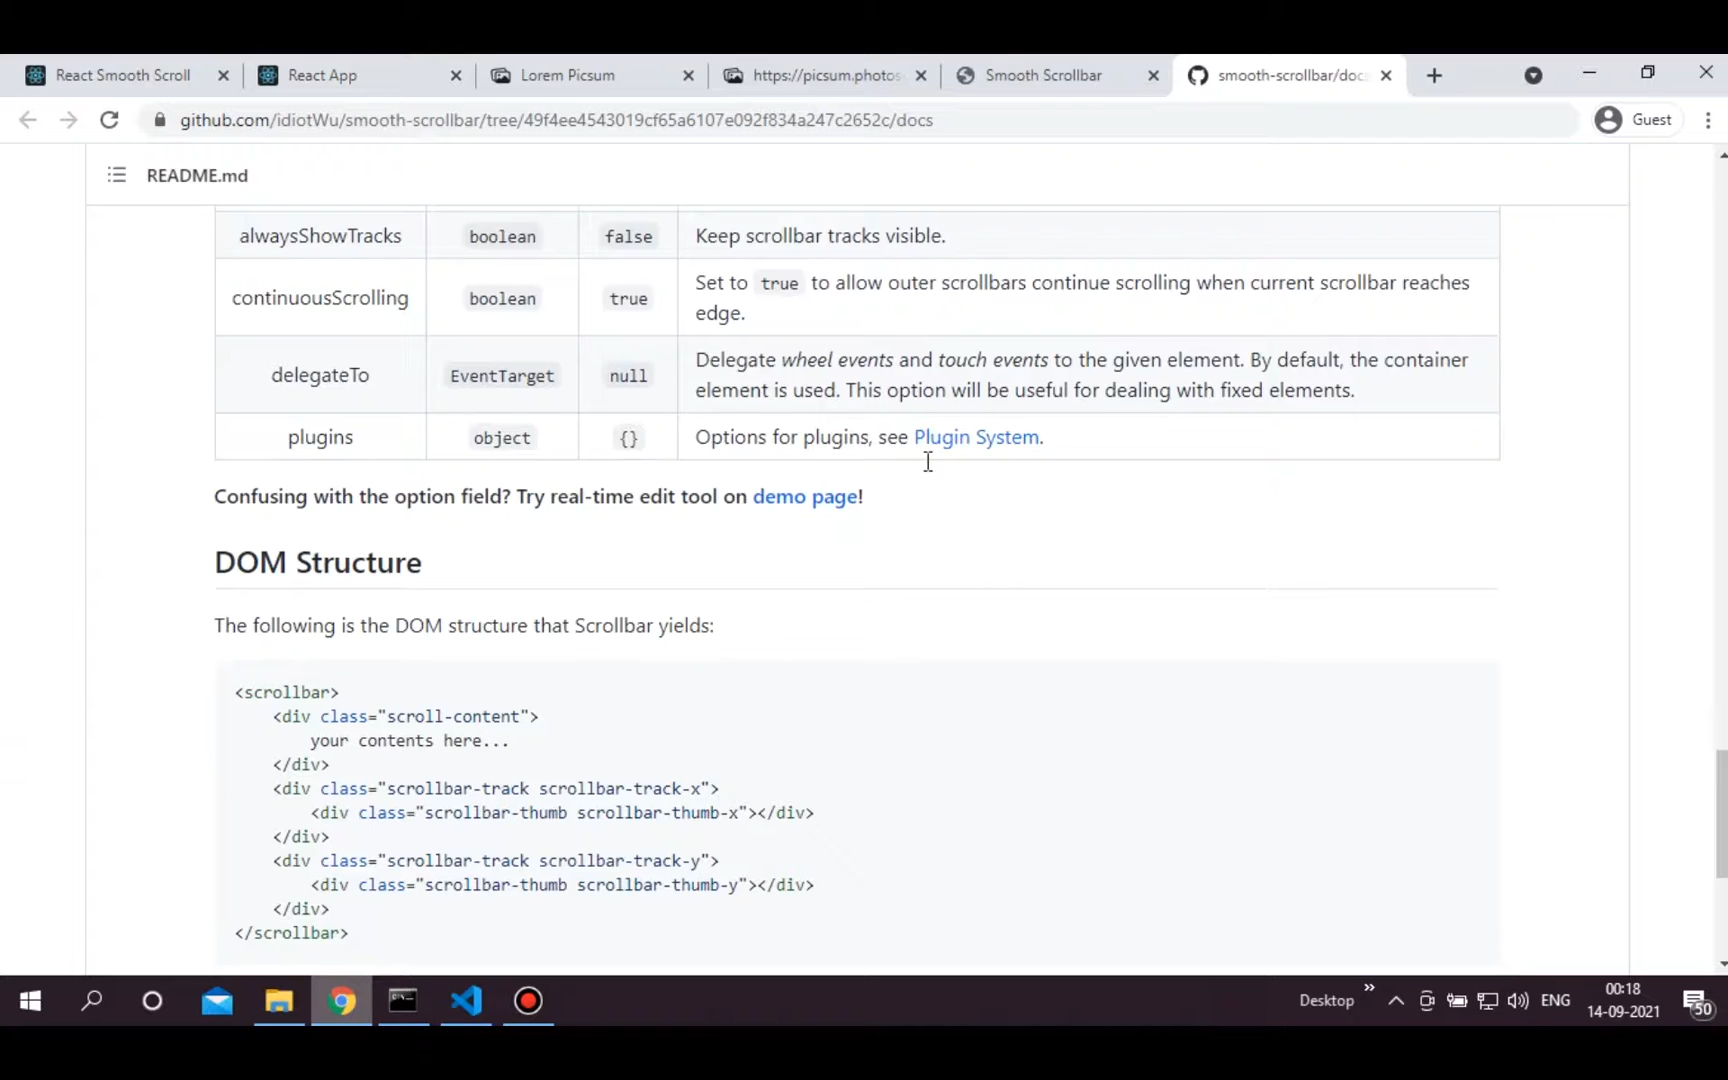 React Smooth Scroll
React App
Lorem Picsum
https://picsum.photos
Smooth Scrollbar
smooth-scrollbar/docs
github.com/idiotWu/smooth-scrollbar/tree/49f4ee4543019cf65a6107e092f834a247c2652c/docs
Guest
README.md
alwaysShowTracks boolean false Keep scrollbar tracks visible.
continuousScrolling boolean true Set to true to allow outer scrollbars continue scrolling when current scrollbar reaches
edge.
delegateTo EventTarget null Delegate wheel events and touch events to the given element. By default, the container
element is used. This option will be useful for dealing with fixed elements.
plugins object {} Options for plugins, see Plugin System.
Confusing with the option field? Try real-time edit tool on demo page!
DOM Structure
The following is the DOM structure that Scrollbar yields:
<scrollbar>
<div class="scroll-content">
your contents here...
</div>
<div class="scrollbar-track scrollbar-track-x">
<div class="scrollbar-thumb scrollbar-thumb-x"></div>
</div>
<div class="scrollbar-track scrollbar-track-y">
<div class="scrollbar-thumb scrollbar-thumb-y"></div>
</div>
</scrollbar>
Desktop
ENG
00:18
14-09-2021
50